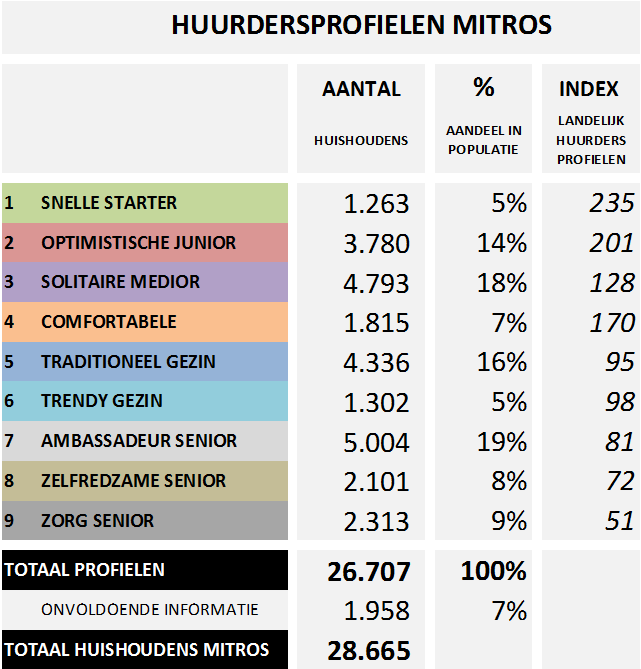 HUURDERSPROFIELEN MITROS
AANTAL % INDEX
HUISHOUDENS AANDEEL IN POPULATIE LANDELIJK HUURDERS PROFIELEN
1 SNELLE STARTER 1.263 5% 235
2 OPTIMISTISCHE JUNIOR 3.780 14% 201
3 SOLITAIRE MEDIOR 4.793 18% 128
4 COMFORTABELE 1.815 7% 170
5 TRADITIONEEL GEZIN 4.336 16% 95
6 TRENDY GEZIN 1.302 5% 98
7 AMBASSADEUR SENIOR 5.004 19% 81
8 ZELFREDZAME SENIOR 2.101 8% 72
9 ZORG SENIOR 2.313 9% 51
TOTAAL PROFIELEN 26.707 100%
ONVOLDOENDE INFORMATIE 1.958 7%
TOTAAL HUISHOUDENS MITROS 28.665